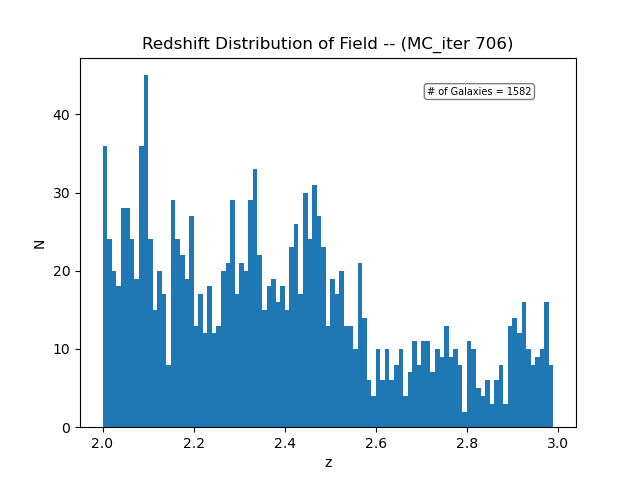 Redshift Distribution of Field -- (MC_iter 706)
# of Galaxies = 1582
N
40
30
20
10
0
2.0 2.2 2.4 2.6 2.8 3.0
z